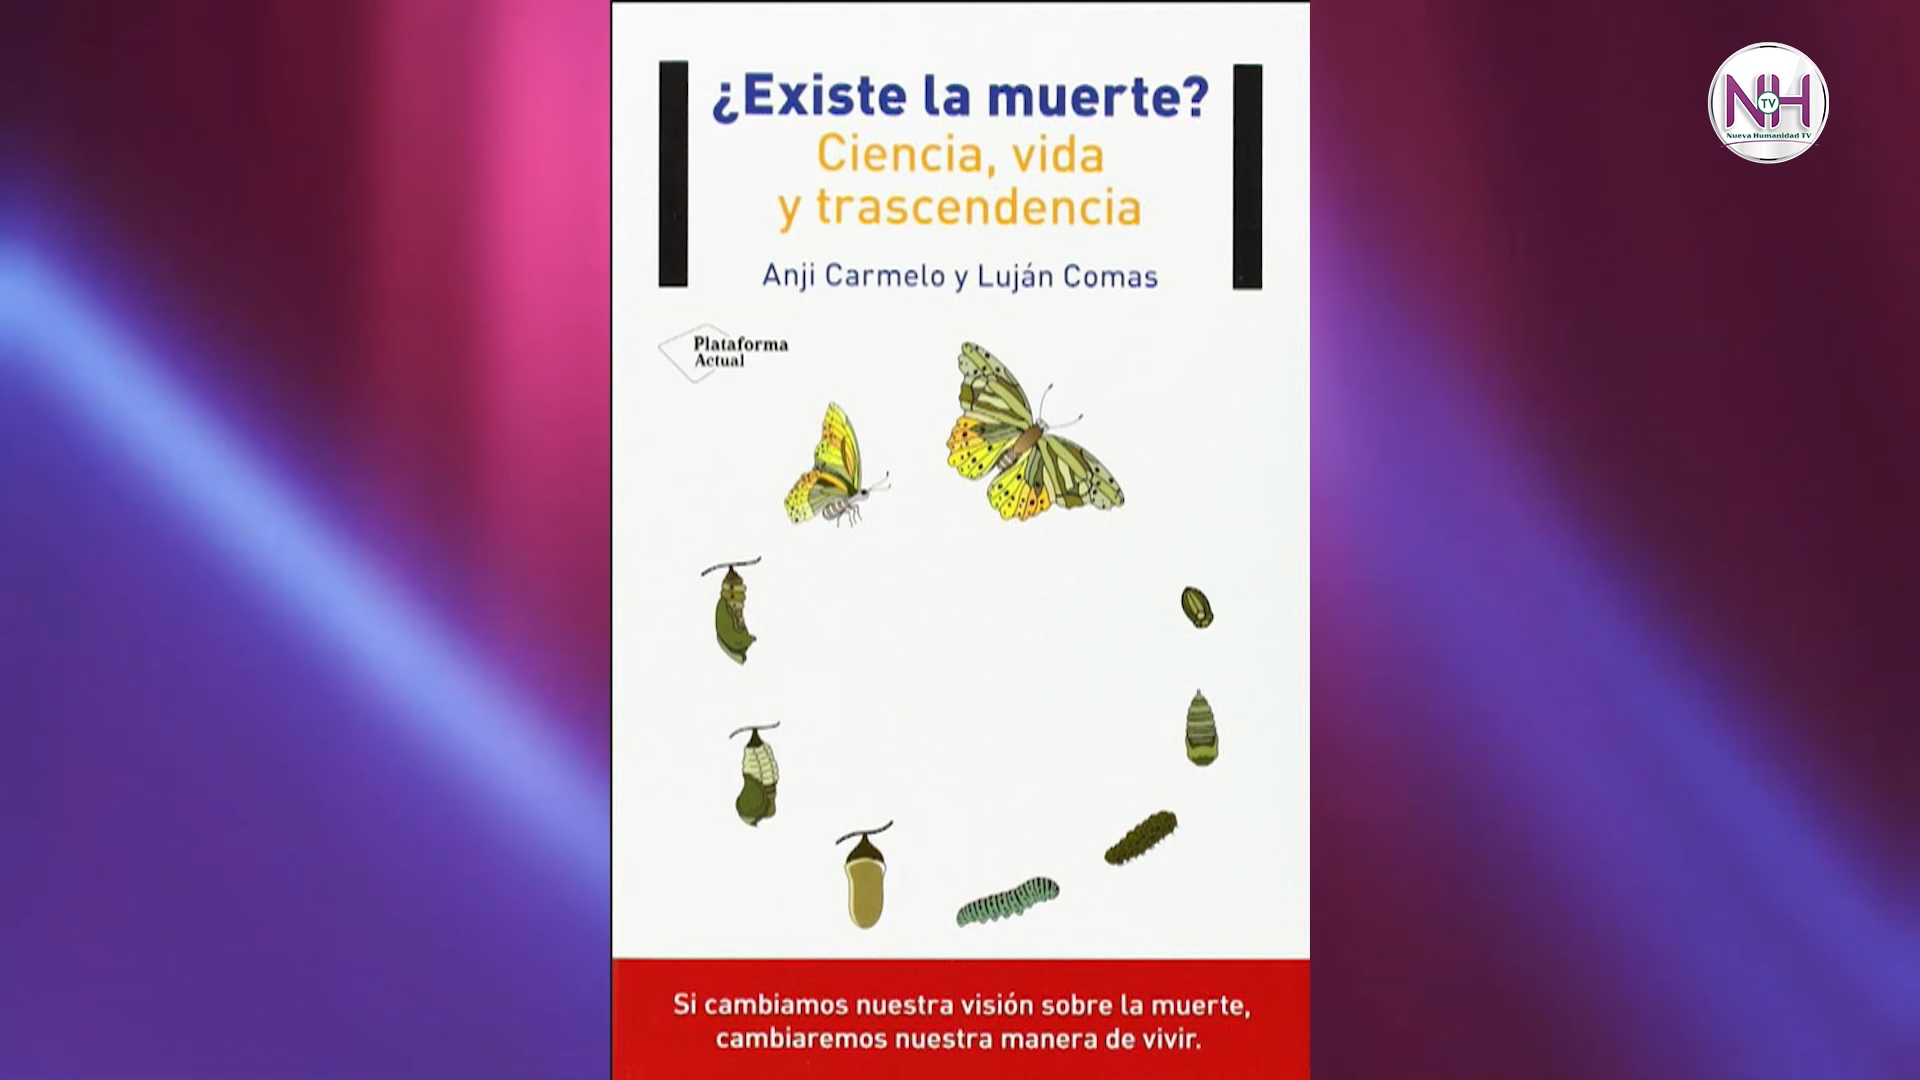 ¿Existe la muerte?
Ciencia, vida
y trascendencia
Anji Carmelo y Luján Comas
Plataforma
Actual
Si cambiamos nuestra visión sobre la muerte,
cambiaremos nuestra manera de vivir.
NH
TV
Nueva Humanidad TV